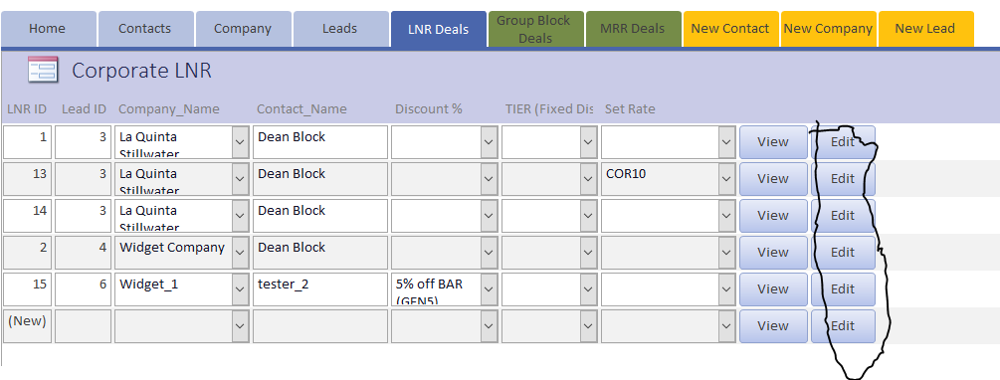 Home Contacts Company Leads LNR Deals Group Block Deals MRR Deals New Contact New Company New Lead
Corporate LNR
LNR ID Lead ID Company_Name Contact_Name Discount % TIER (Fixed Dis Set Rate
1 3 La Quinta Dean Block View Edit
Stillwater
13 3 La Quinta Dean Block COR10 View Edit
Stillwater
14 3 La Quinta Dean Block View Edit
Stillwater
2 4 Widget Company Dean Block View Edit
15 6 Widget_1 tester_2 5% off BAR View Edit
(GEN5)
(New) View Edit